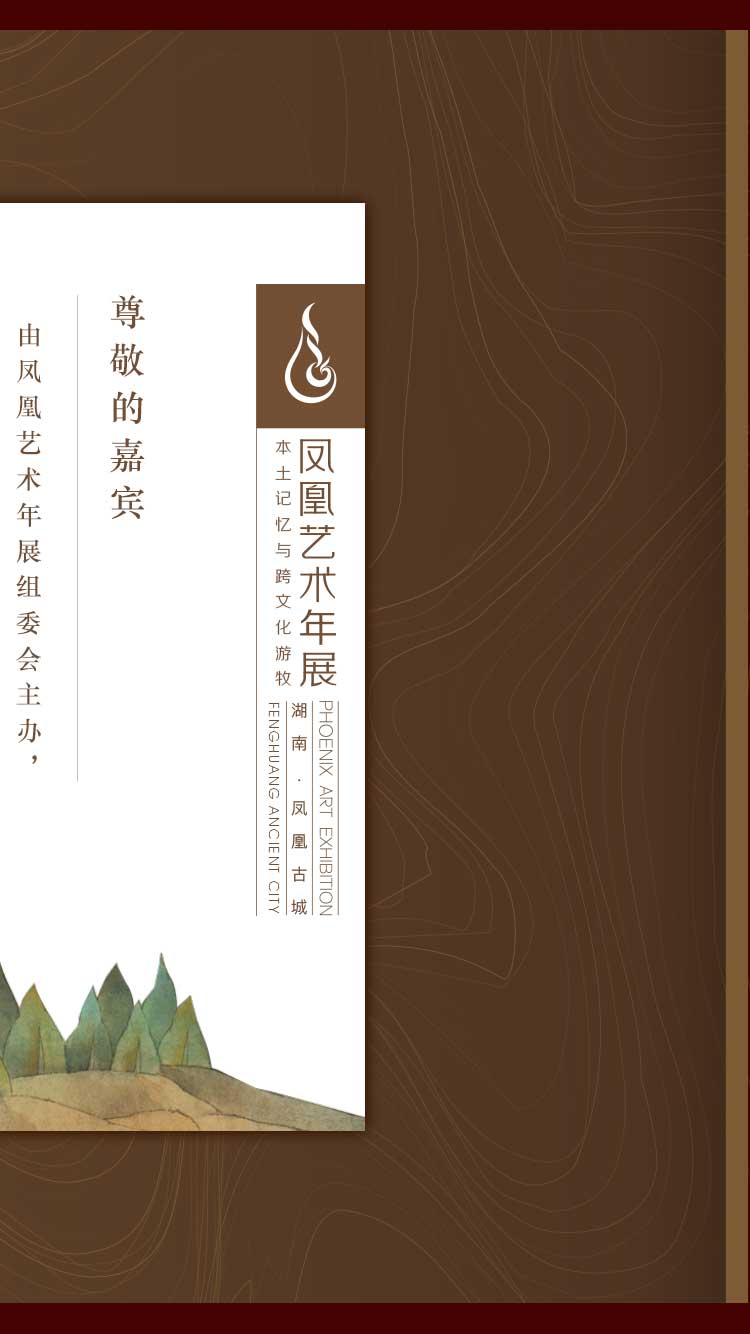 凤凰艺术年展
本土记忆与跨文化游牧
PHOENIX ART EXHIBITION
湖南·凤凰古城
FENGHUANG ANCIENT CITY
尊敬的嘉宾
由凤凰艺术年展组委会主办，